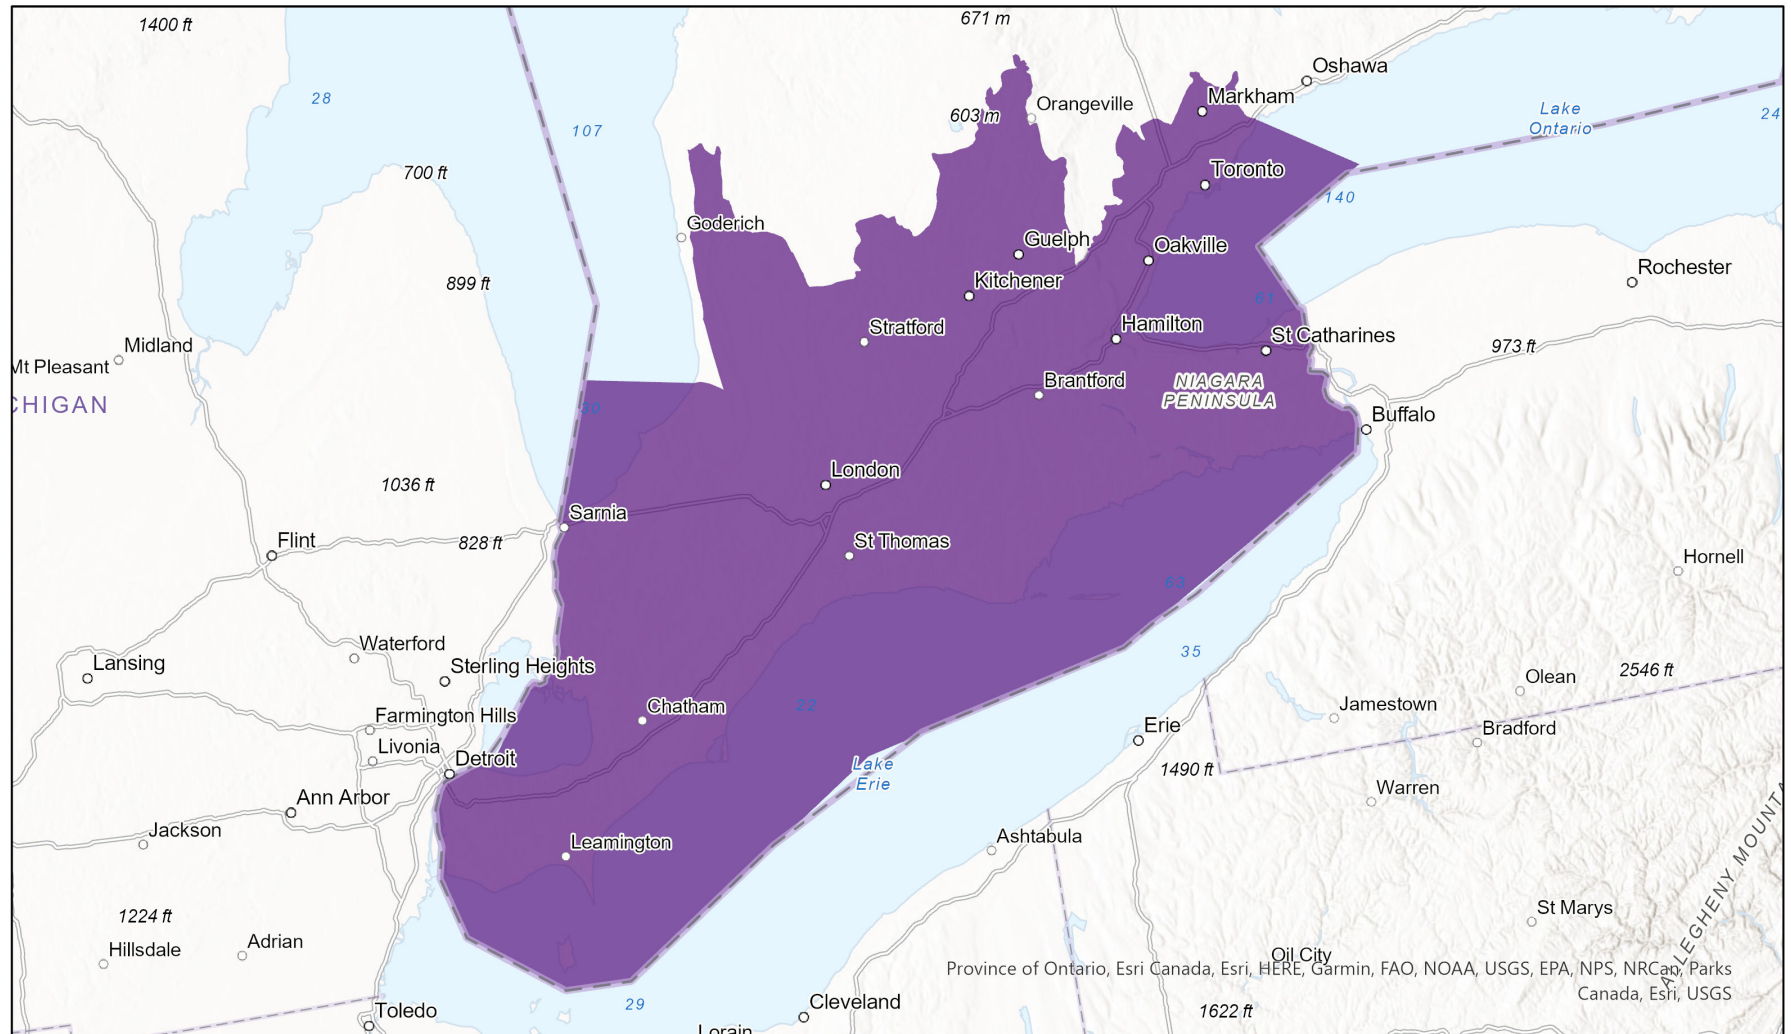 1400 ft
671 m
Oshawa
28
Markham
Orangeville
603 m
Lake
Ontario
24
107
700 ft
Toronto
140
Goderich
Guelph
Oakville
Rochester
899 ft
Kitchener
61
Hamilton
Stratford
St Catharines
Midland
973 ft
Mt Pleasant
Brantford
NIAGARA
PENINSULA
CHIGAN
30
Buffalo
London
1036 ft
Sarnia
Flint
828 ft
St Thomas
Hornell
63
Waterford
35
Lansing
Sterling Heights
2546 ft
Olean
Chatham
22
Jamestown
Farmington Hills
Erie
Bradford
Livonia
Detroit
Lake
Erie
1490 ft
Warren
Ann Arbor
Jackson
Ashtabula
Leamington
ALLEGHENY MOUNTA
1224 ft
St Marys
Adrian
Hillsdale
Oil City
Province of Ontario, Esri Canada, Esri, HERE, Garmin, FAO, NOAA, USGS, EPA, NPS, NRCan, Parks
Canada, Esri, USGS
29
Cleveland
Toledo
1622 ft
Lorain